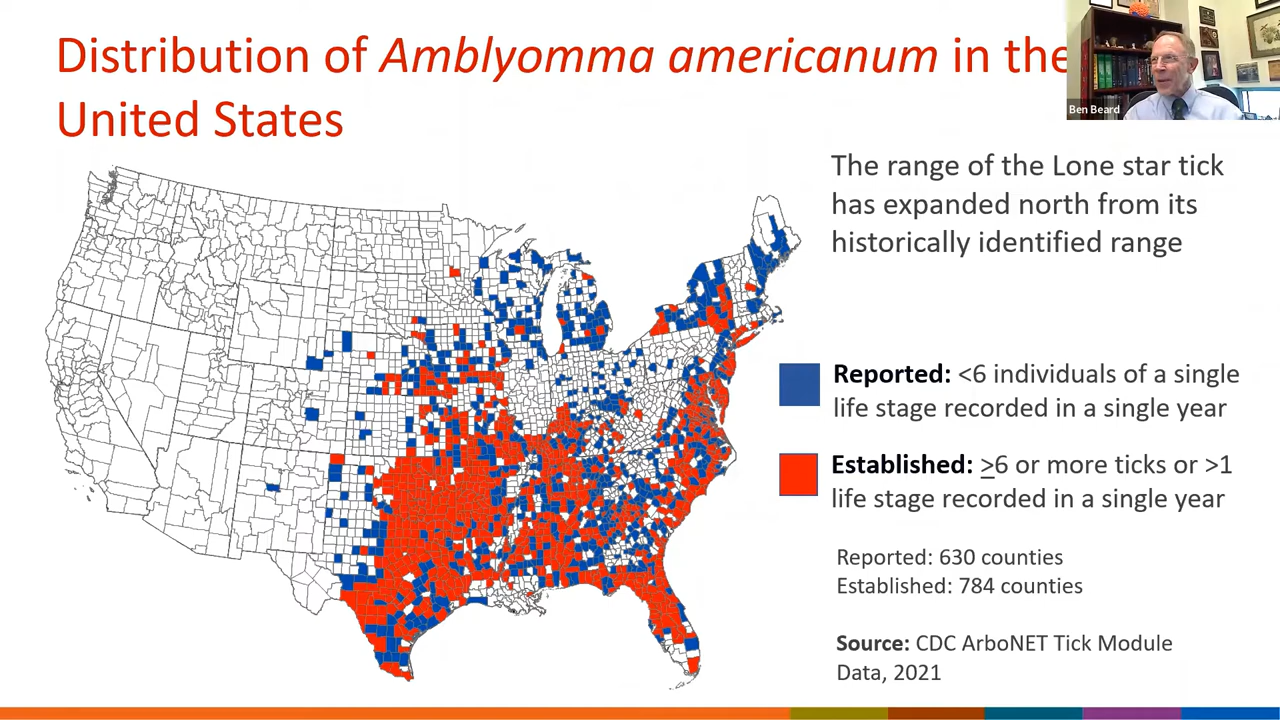 Distribution of Amblyomma americanum in the
United States
Ben Beard
The range of the Lone star tick
has expanded north from its
historically identified range
Reported: <6 individuals of a single
life stage recorded in a single year
Established: ≥6 or more ticks or >1
life stage recorded in a single year
Reported: 630 counties
Established: 784 counties
Source: CDC ArboNET Tick Module
Data, 2021